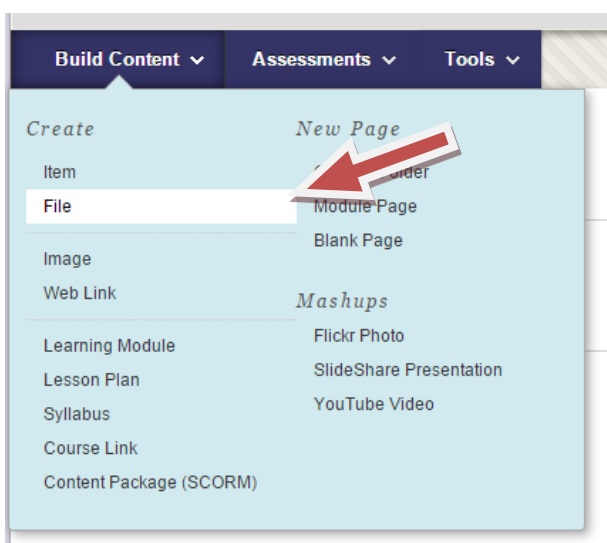 Build Content Assessments Tools
Create
Item
File
Image
Web Link
Learning Module
Lesson Plan
Syllabus
Course Link
Content Package (SCORM)
New Page
Module Page
Blank Page
Mashups
Flickr Photo
SlideShare Presentation
YouTube Video